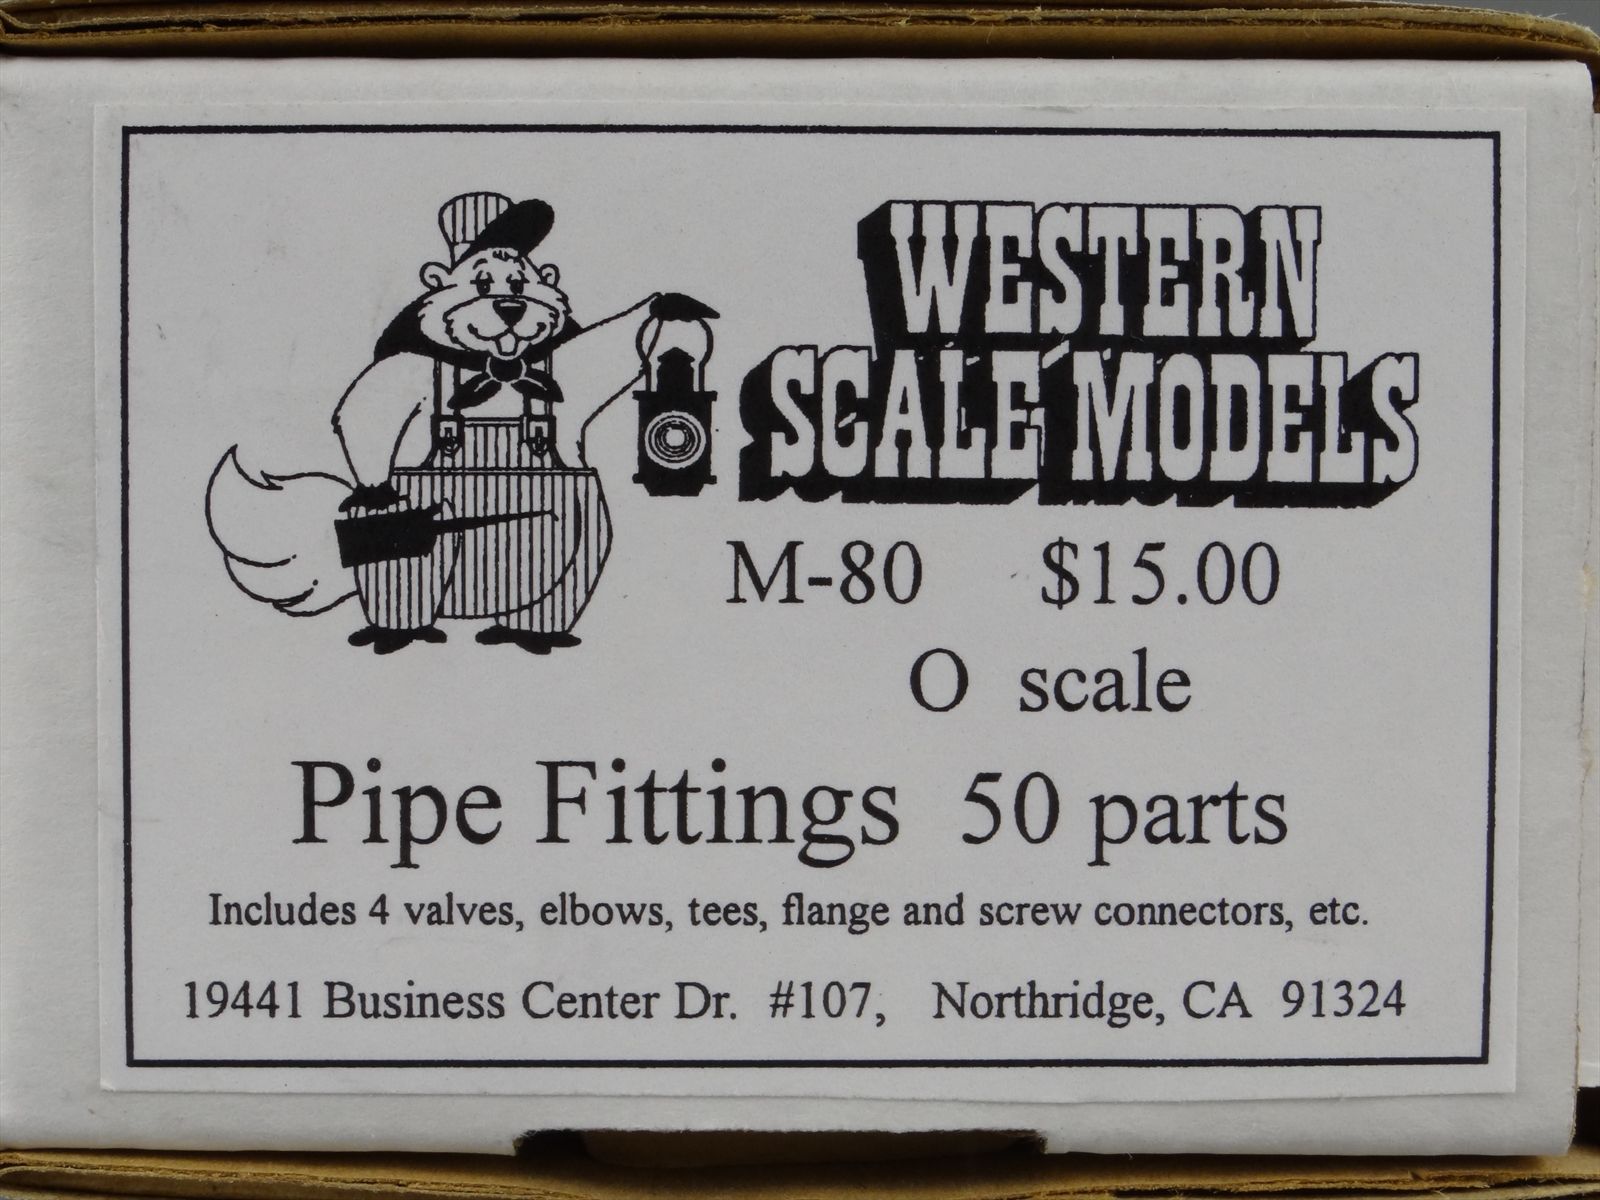 WESTERN
SCALE MODELS
M-80 $15.00
O scale
Pipe Fittings 50 parts
Includes 4 valves, elbows, tees, flange and screw connectors, etc.
19441 Business Center Dr. #107, Northridge, CA 91324